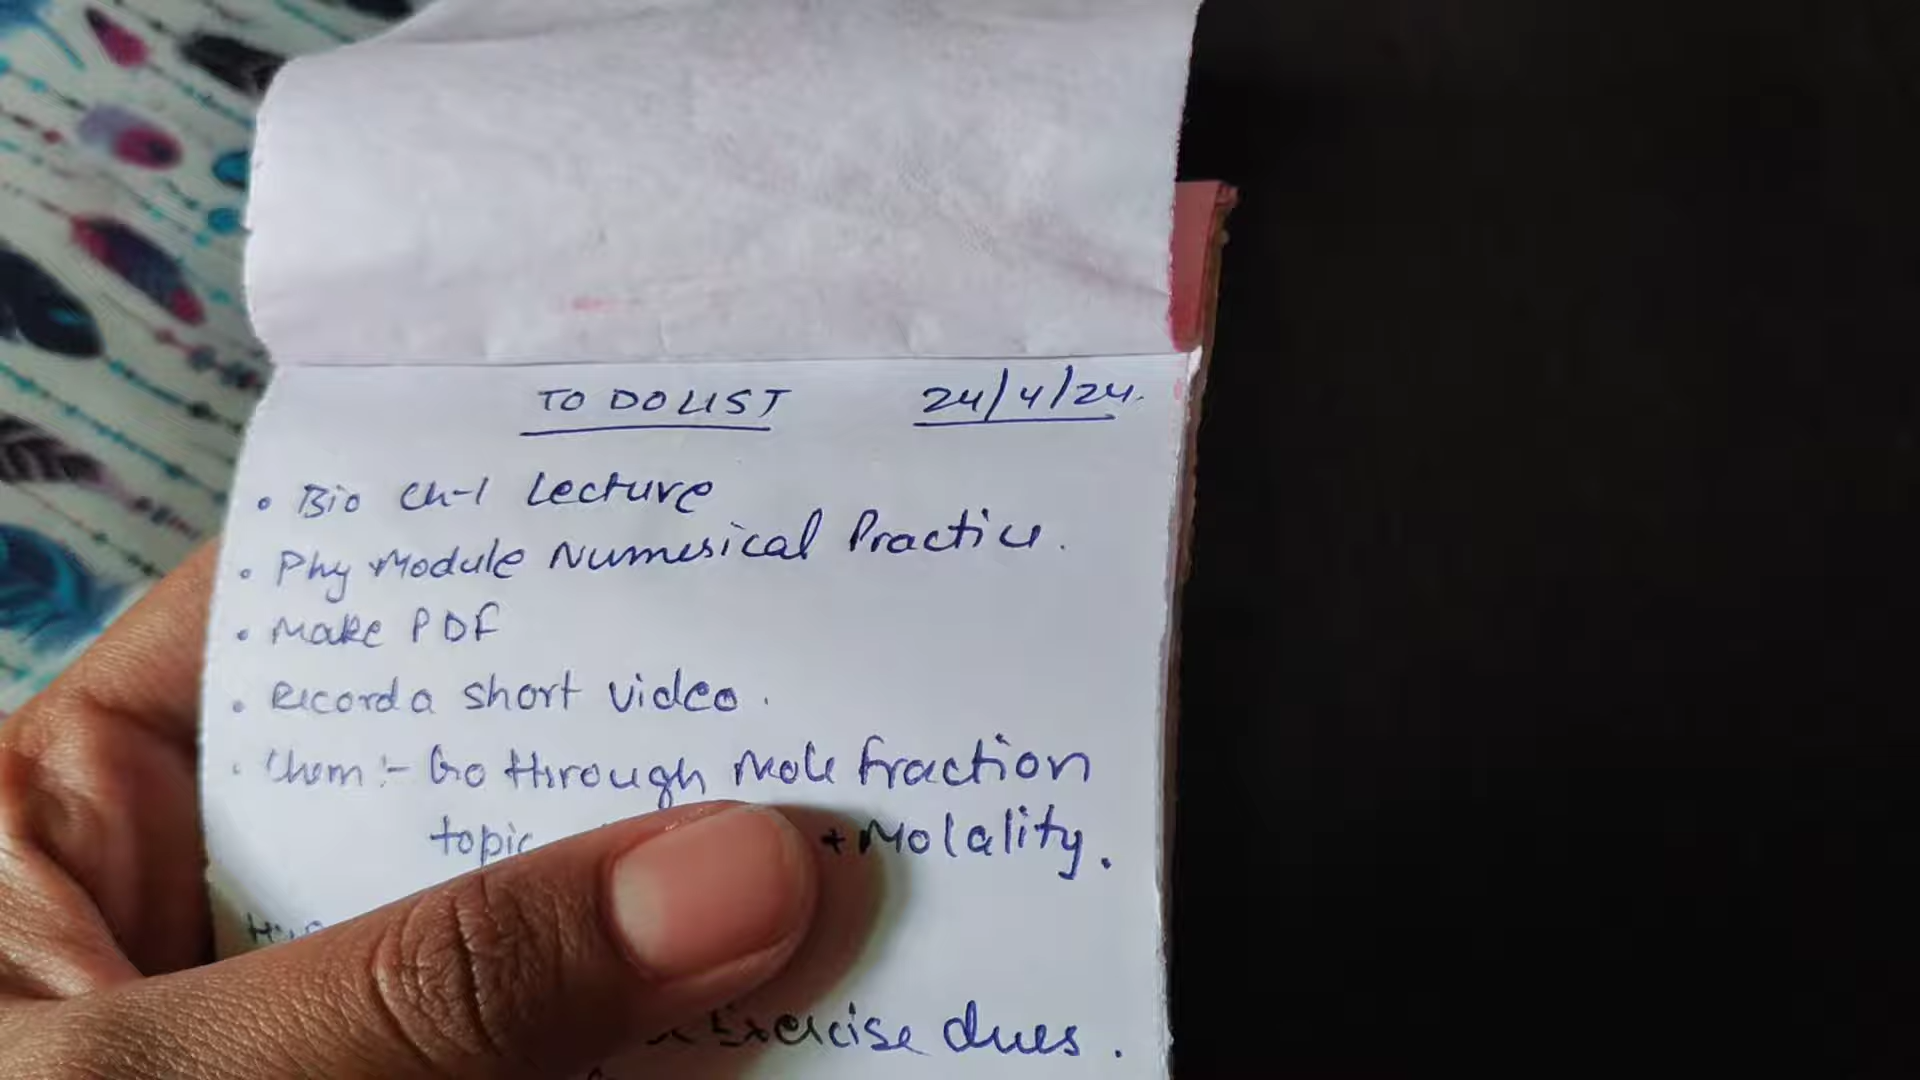 TO DO LIST 24/4/24.
• Bio Ch-1 Lecture
• Phy Module Numerical Practice.
• Make PDF
• Record a short video.
• Chem :- Go through Mole fraction
topic + Molality.
Exercise dues.